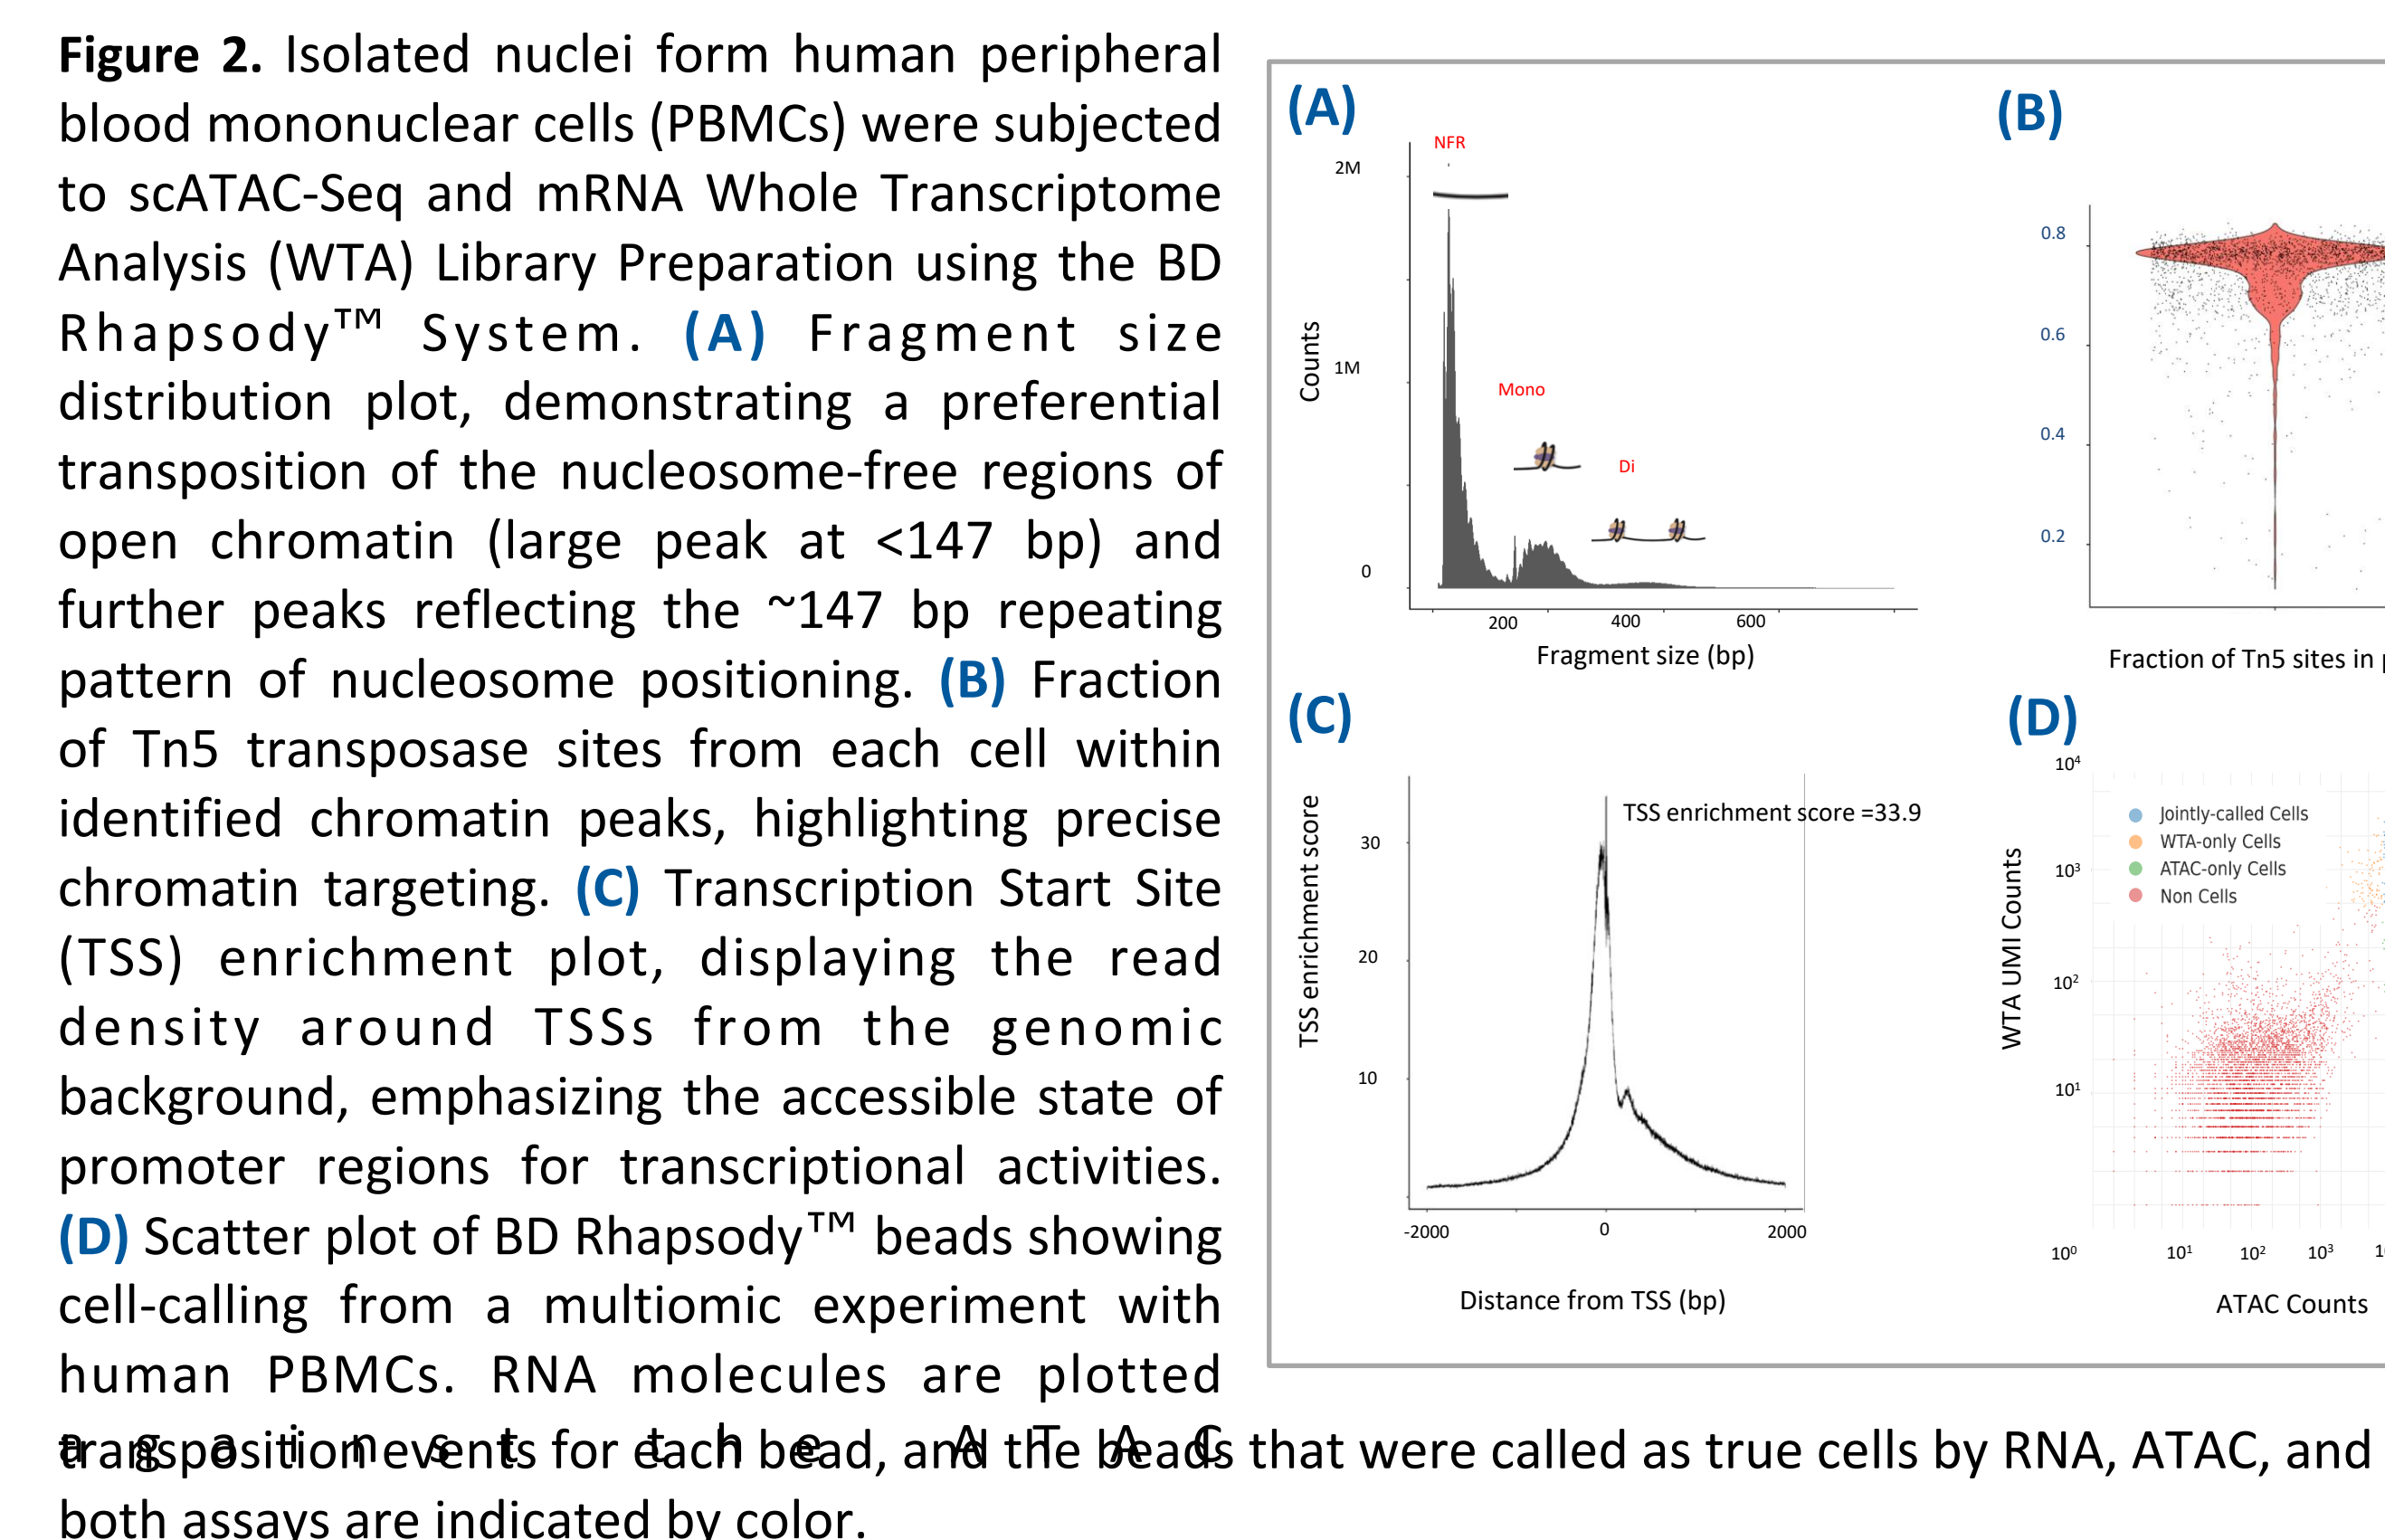 Figure 2. Isolated nuclei form human peripheral
blood mononuclear cells (PBMCs) were subjected
to scATAC-Seq and mRNA Whole Transcriptome
Analysis (WTA) Library Preparation using the BD
Rhapsody™ System. (A) Fragment size
distribution plot, demonstrating a preferential
transposition of the nucleosome-free regions of
open chromatin (large peak at <147 bp) and
further peaks reflecting the ~147 bp repeating
pattern of nucleosome positioning. (B) Fraction
of Tn5 transposase sites from each cell within
identified chromatin peaks, highlighting precise
chromatin targeting. (C) Transcription Start Site
(TSS) enrichment plot, displaying the read
density around TSSs from the genomic
background, emphasizing the accessible state of
promoter regions for transcriptional activities.
(D) Scatter plot of BD Rhapsody™ beads showing
cell-calling from a multiomic experiment with
human PBMCs. RNA molecules are plotted
against the ATAC
transposition events for each bead, and the beads that were called as true cells by RNA, ATAC, and
both assays are indicated by color.
(A)
NFR
2M
Counts
1M
Mono
Di
0
200 400 600
Fragment size (bp)
(B)
0.8
0.6
0.4
0.2
Fraction of Tn5 sites in
(C)
TSS enrichment score =33.9
TSS enrichment score
30
20
10
-2000 0 2000
Distance from TSS (bp)
(D)
10⁴
Jointly-called Cells
WTA-only Cells
ATAC-only Cells
Non Cells
WTA UMI Counts
10³
10²
10¹
10⁰ 10¹ 10² 10³
ATAC Counts